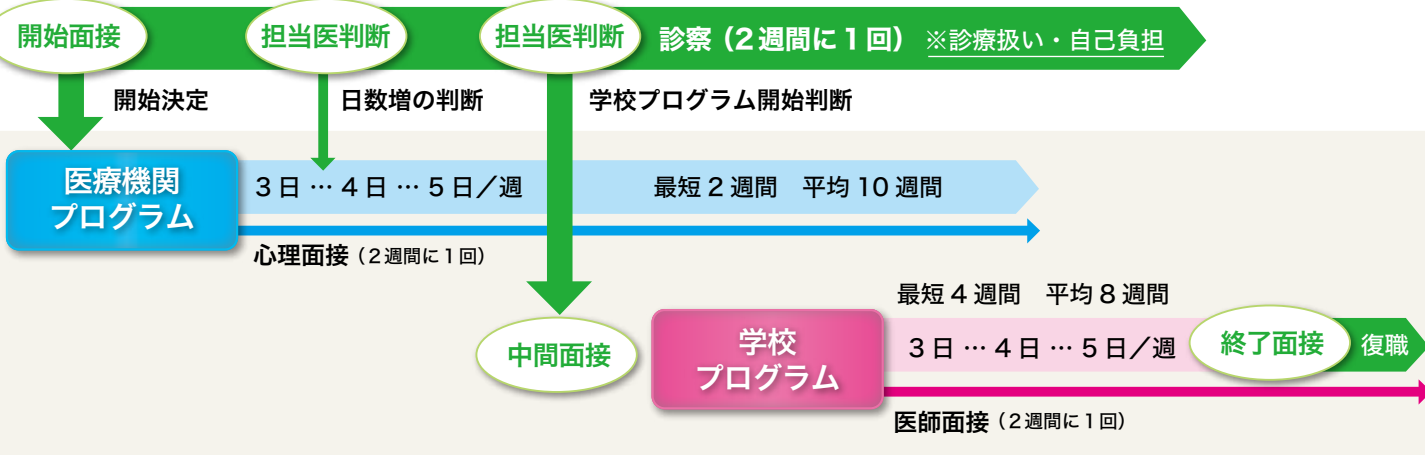 開始面接
担当医判断
担当医判断
診察（2週間に1回） ※診療扱い・自己負担
開始決定
日数増の判断
学校プログラム開始判断
医療機関
プログラム
3日 … 4日 … 5日／週
最短2週間　平均10週間
心理面接（2週間に1回）
中間面接
学校
プログラム
最短4週間　平均8週間
3日 … 4日 … 5日／週
終了面接
復職
医師面接（2週間に1回）